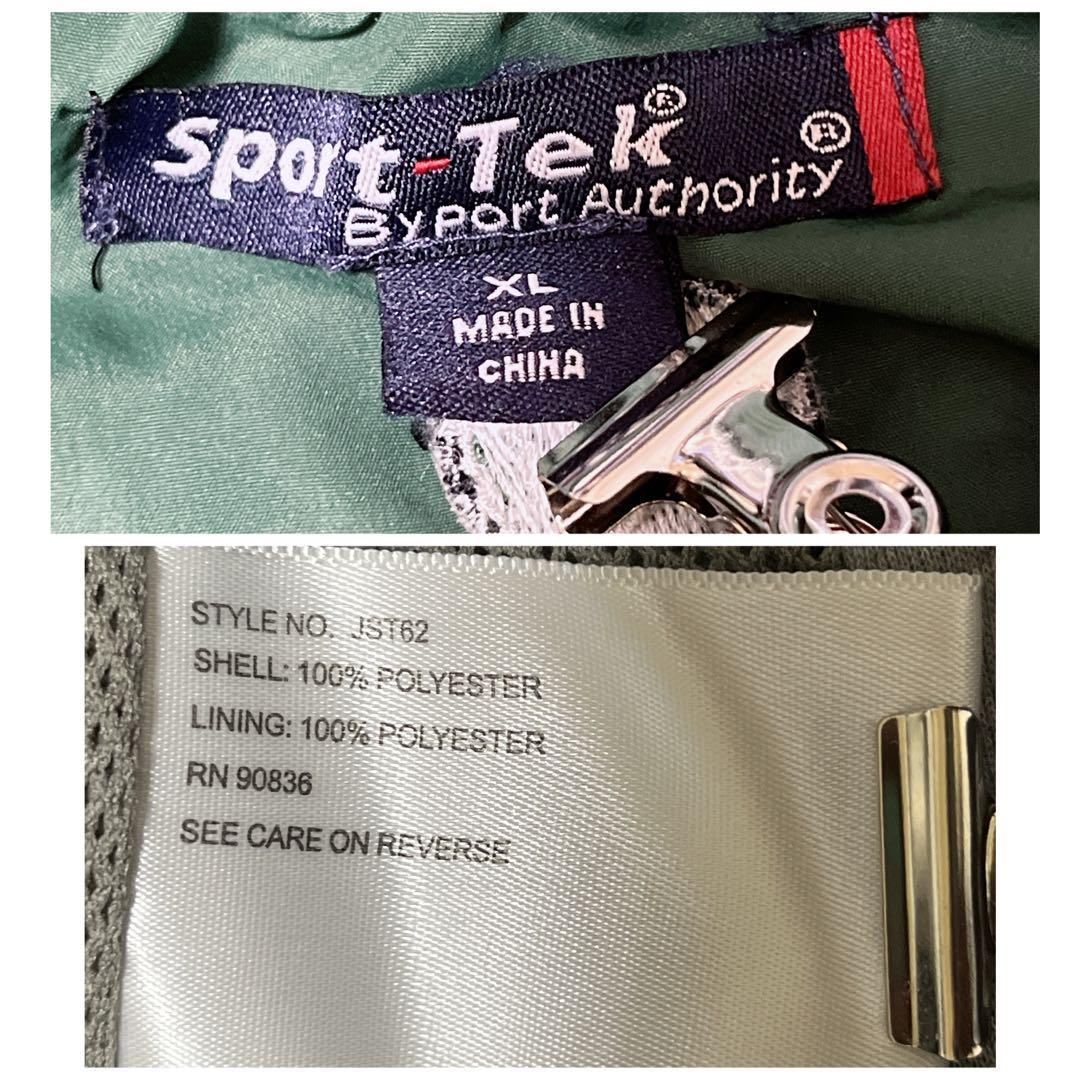 Sport-Tek®
By Port Authority®
XL
MADE IN
CHINA
STYLE NO. JST62
SHELL: 100% POLYESTER
LINING: 100% POLYESTER
RN 90836
SEE CARE ON REVERSE